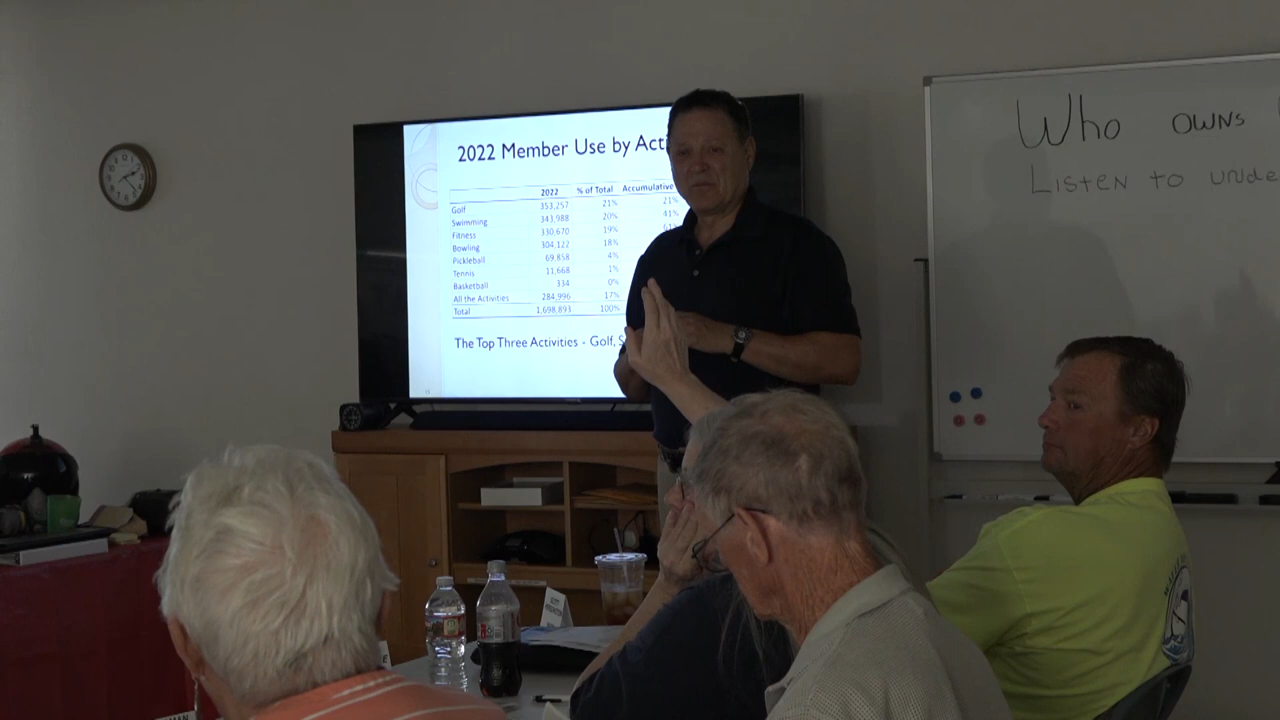 2022 Member Use by Acti
2022 % of Total Accumulative
Golf 353,257 21% 21%
Swimming 343,988 20% 41%
Fitness 330,670 19% 61%
Bowling 304,122 18%
Pickleball 69,858 4%
Tennis 11,668 1%
Basketball 334 0%
All the Activities 284,996 17%
Total 1,698,893 100%
The Top Three Activities - Golf, S
Who owns
Listen to unde